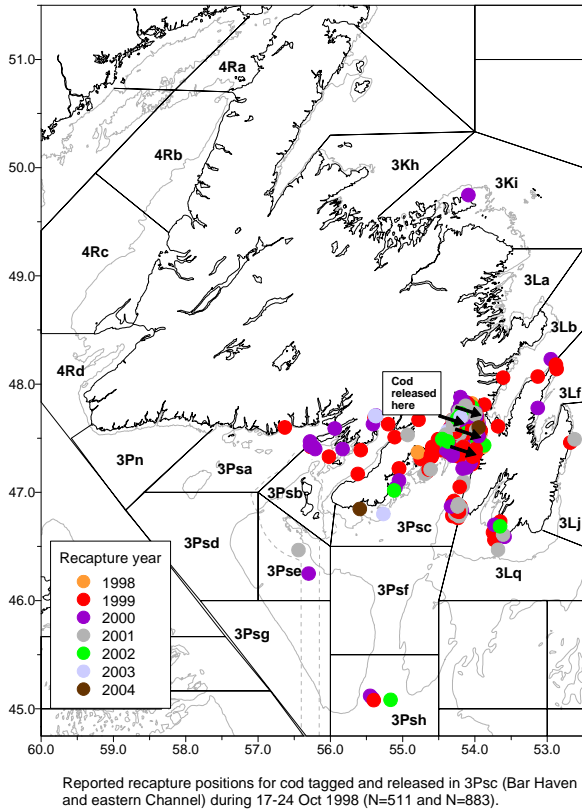 51.0
50.0
49.0
48.0
47.0
46.0
45.0
4Ra
4Rb
3Kh
3Ki
4Rc
3La
3Lb
4Rd
Cod
released
here
3Lf
3Pn
3Psa
3Psb
3Psc
3Lj
3Psd
3Pse
3Psf
3Lq
3Psg
3Psh
Recapture year
1998
1999
2000
2001
2002
2003
2004
60.0 59.0 58.0 57.0 56.0 55.0 54.0 53.0
Reported recapture positions for cod tagged and released in 3Psc (Bar Haven
and eastern Channel) during 17-24 Oct 1998 (N=511 and N=883).